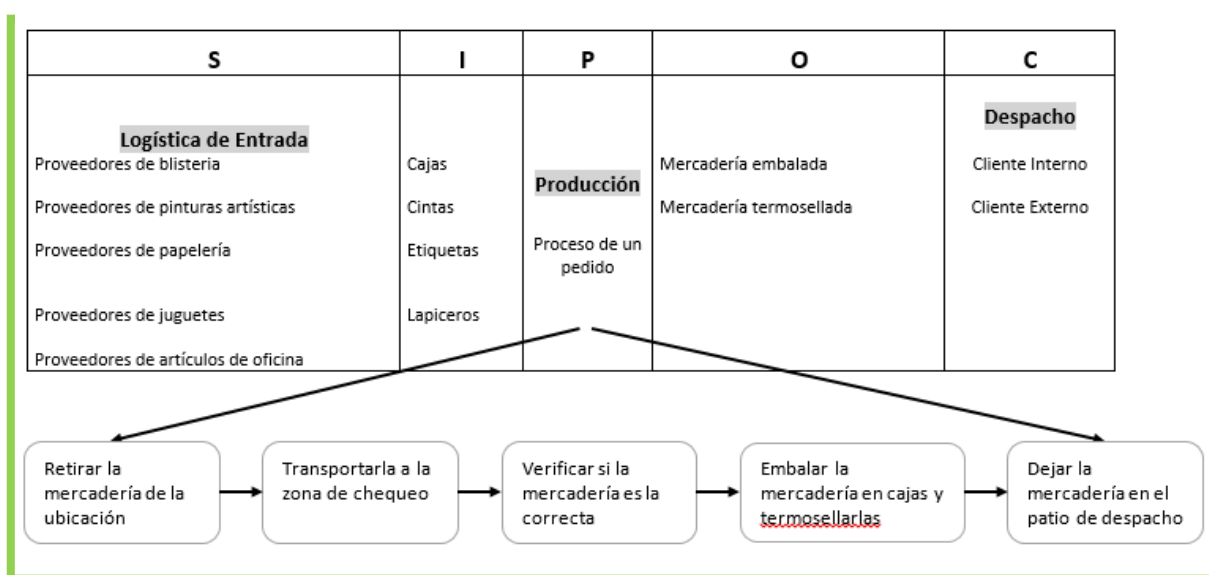 S
I
P
O
C
Logística de Entrada
Proveedores de blisteria
Proveedores de pinturas artísticas
Proveedores de papelería
Proveedores de juguetes
Proveedores de artículos de oficina
Cajas
Cintas
Etiquetas
Lapiceros
Producción
Proceso de un
pedido
Mercadería embalada
Mercadería termosellada
Despacho
Cliente Interno
Cliente Externo
Retirar la
mercadería de la
ubicación
Transportarla a la
zona de chequeo
Verificar si la
mercadería es la
correcta
Embalar la
mercadería en cajas y
termosellarlas
Dejar la
mercadería en el
patio de despacho